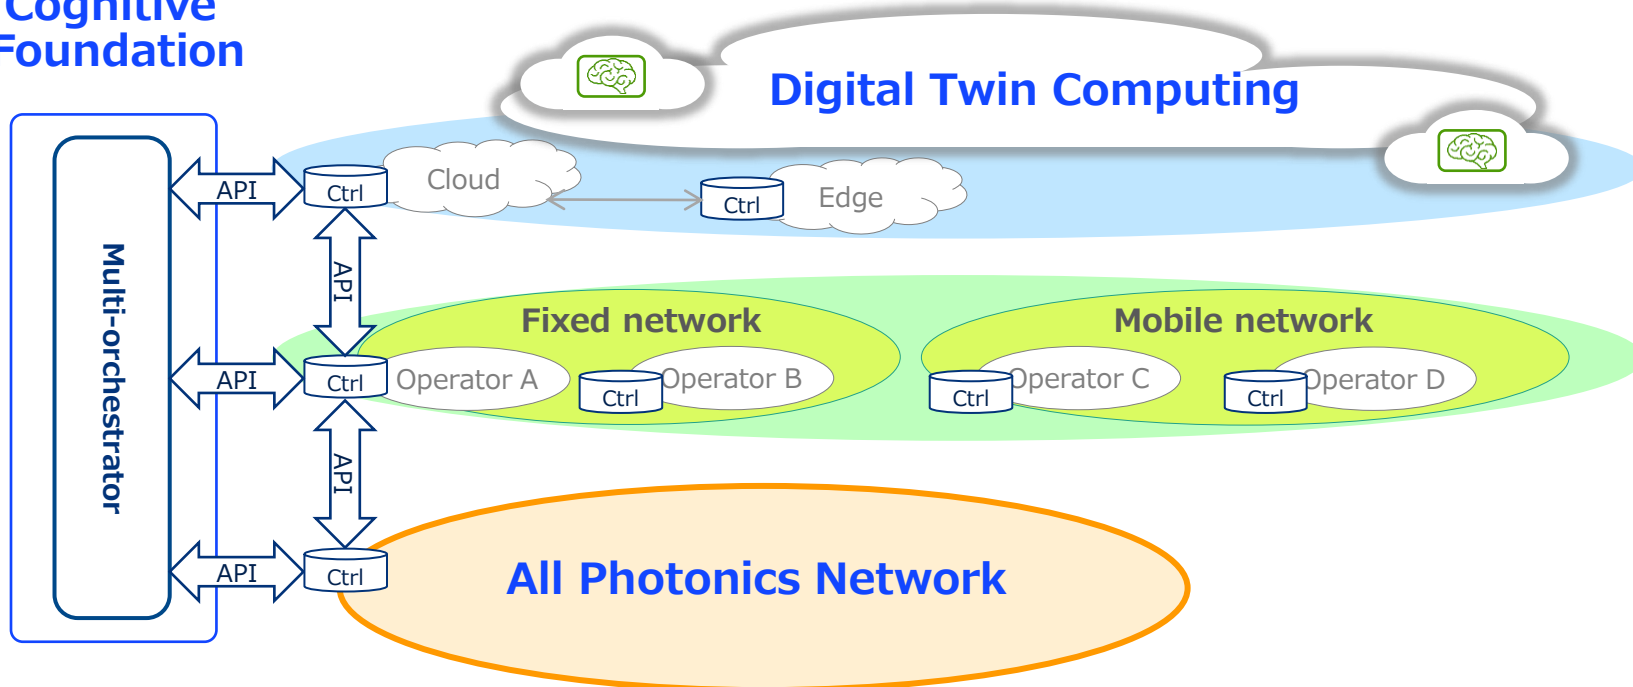 Cognitive
Foundation
Digital Twin Computing
API
Ctrl
Cloud
Ctrl
Edge
API
Multi-orchestrator
Fixed network
Mobile network
API
Ctrl
Operator A
Ctrl
Operator B
Ctrl
Operator C
Ctrl
Operator D
API
API
Ctrl
All Photonics Network